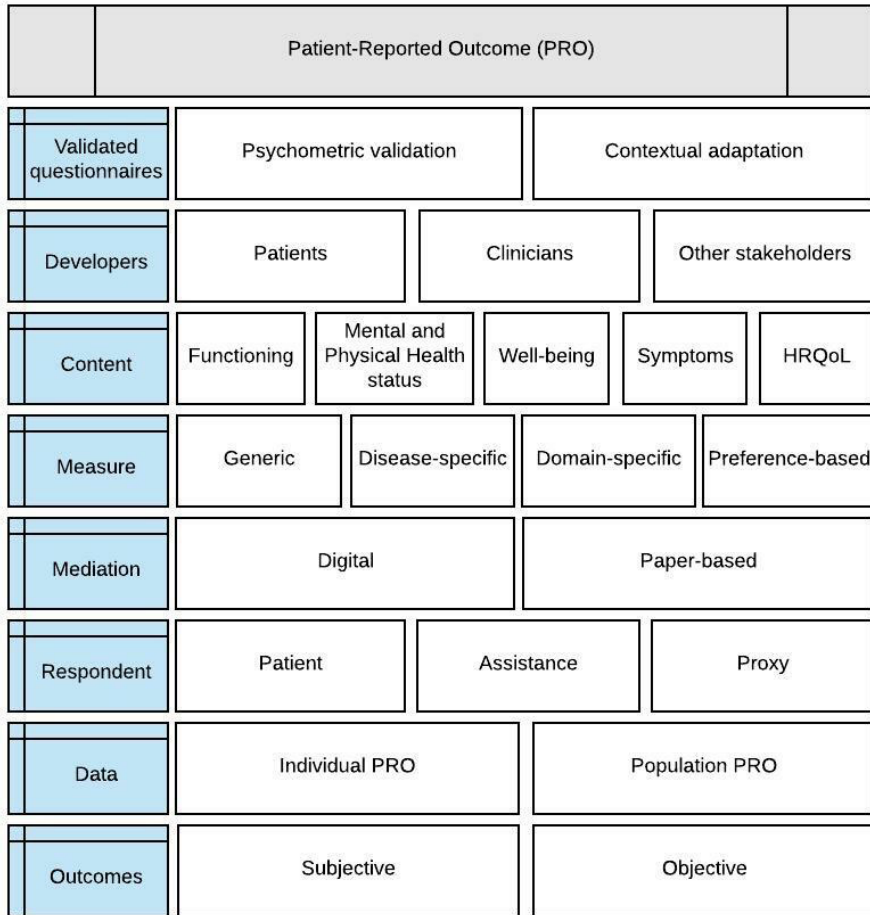 Patient-Reported Outcome (PRO)
Validated
questionnaires
Psychometric validation
Contextual adaptation
Developers
Patients
Clinicians
Other stakeholders
Content
Functioning
Mental and
Physical Health
status
Well-being
Symptoms
HRQoL
Measure
Generic
Disease-specific
Domain-specific
Preference-based
Mediation
Digital
Paper-based
Respondent
Patient
Assistance
Proxy
Data
Individual PRO
Population PRO
Outcomes
Subjective
Objective